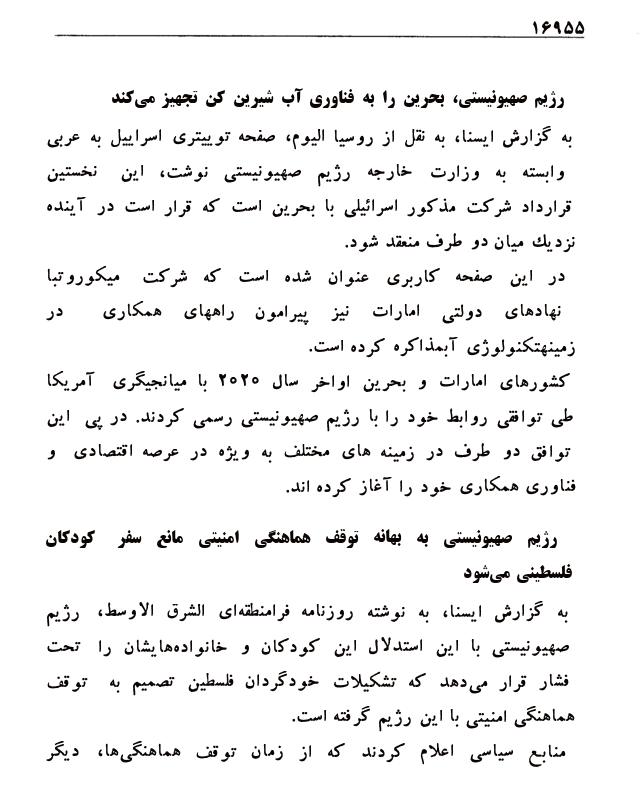 ۱۶۹۵۵
رژیم صهیونیستی، بحرین را به فناوری آب شیرین کن تجهیز می‌کند
به گزارش ایسنا، به نقل از روسیا الیوم، صفحه توییتری اسراییل به عربی
وابسته به وزارت خارجه رژیم صهیونیستی نوشت، این نخستین
قرارداد شرکت مذکور اسرائیلی با بحرین است که قرار است در آینده
نزدیك میان دو طرف منعقد شود.
در این صفحه کاربری عنوان شده است که شرکت میکوروتبا
نهادهای دولتی امارات نیز پیرامون راههای همکاری در
زمینهتکنولوژی آبمذاکره کرده است.
کشورهای امارات و بحرین اواخر سال ۲۰۲۰ با میانجیگری آمریکا
طی توافقی روابط خود را با رژیم صهیونیستی رسمی کردند. در پی این
توافق دو طرف در زمینه های مختلف به ویژه در عرصه اقتصادی و
فناوری همکاری خود را آغاز کرده اند.
رژیم صهیونیستی به بهانه توقف هماهنگی امنیتی مانع سفر کودکان
فلسطینی می‌شود
به گزارش ایسنا، به نوشته روزنامه فرامنطقه‌ای الشرق الاوسط، رژیم
صهیونیستی با این استدلال این کودکان و خانواده‌هایشان را تحت
فشار قرار می‌دهد که تشکیلات خودگردان فلسطین تصمیم به توقف
هماهنگی امنیتی با این رژیم گرفته است.
منابع سیاسی اعلام کردند که از زمان توقف هماهنگی‌ها، دیگر